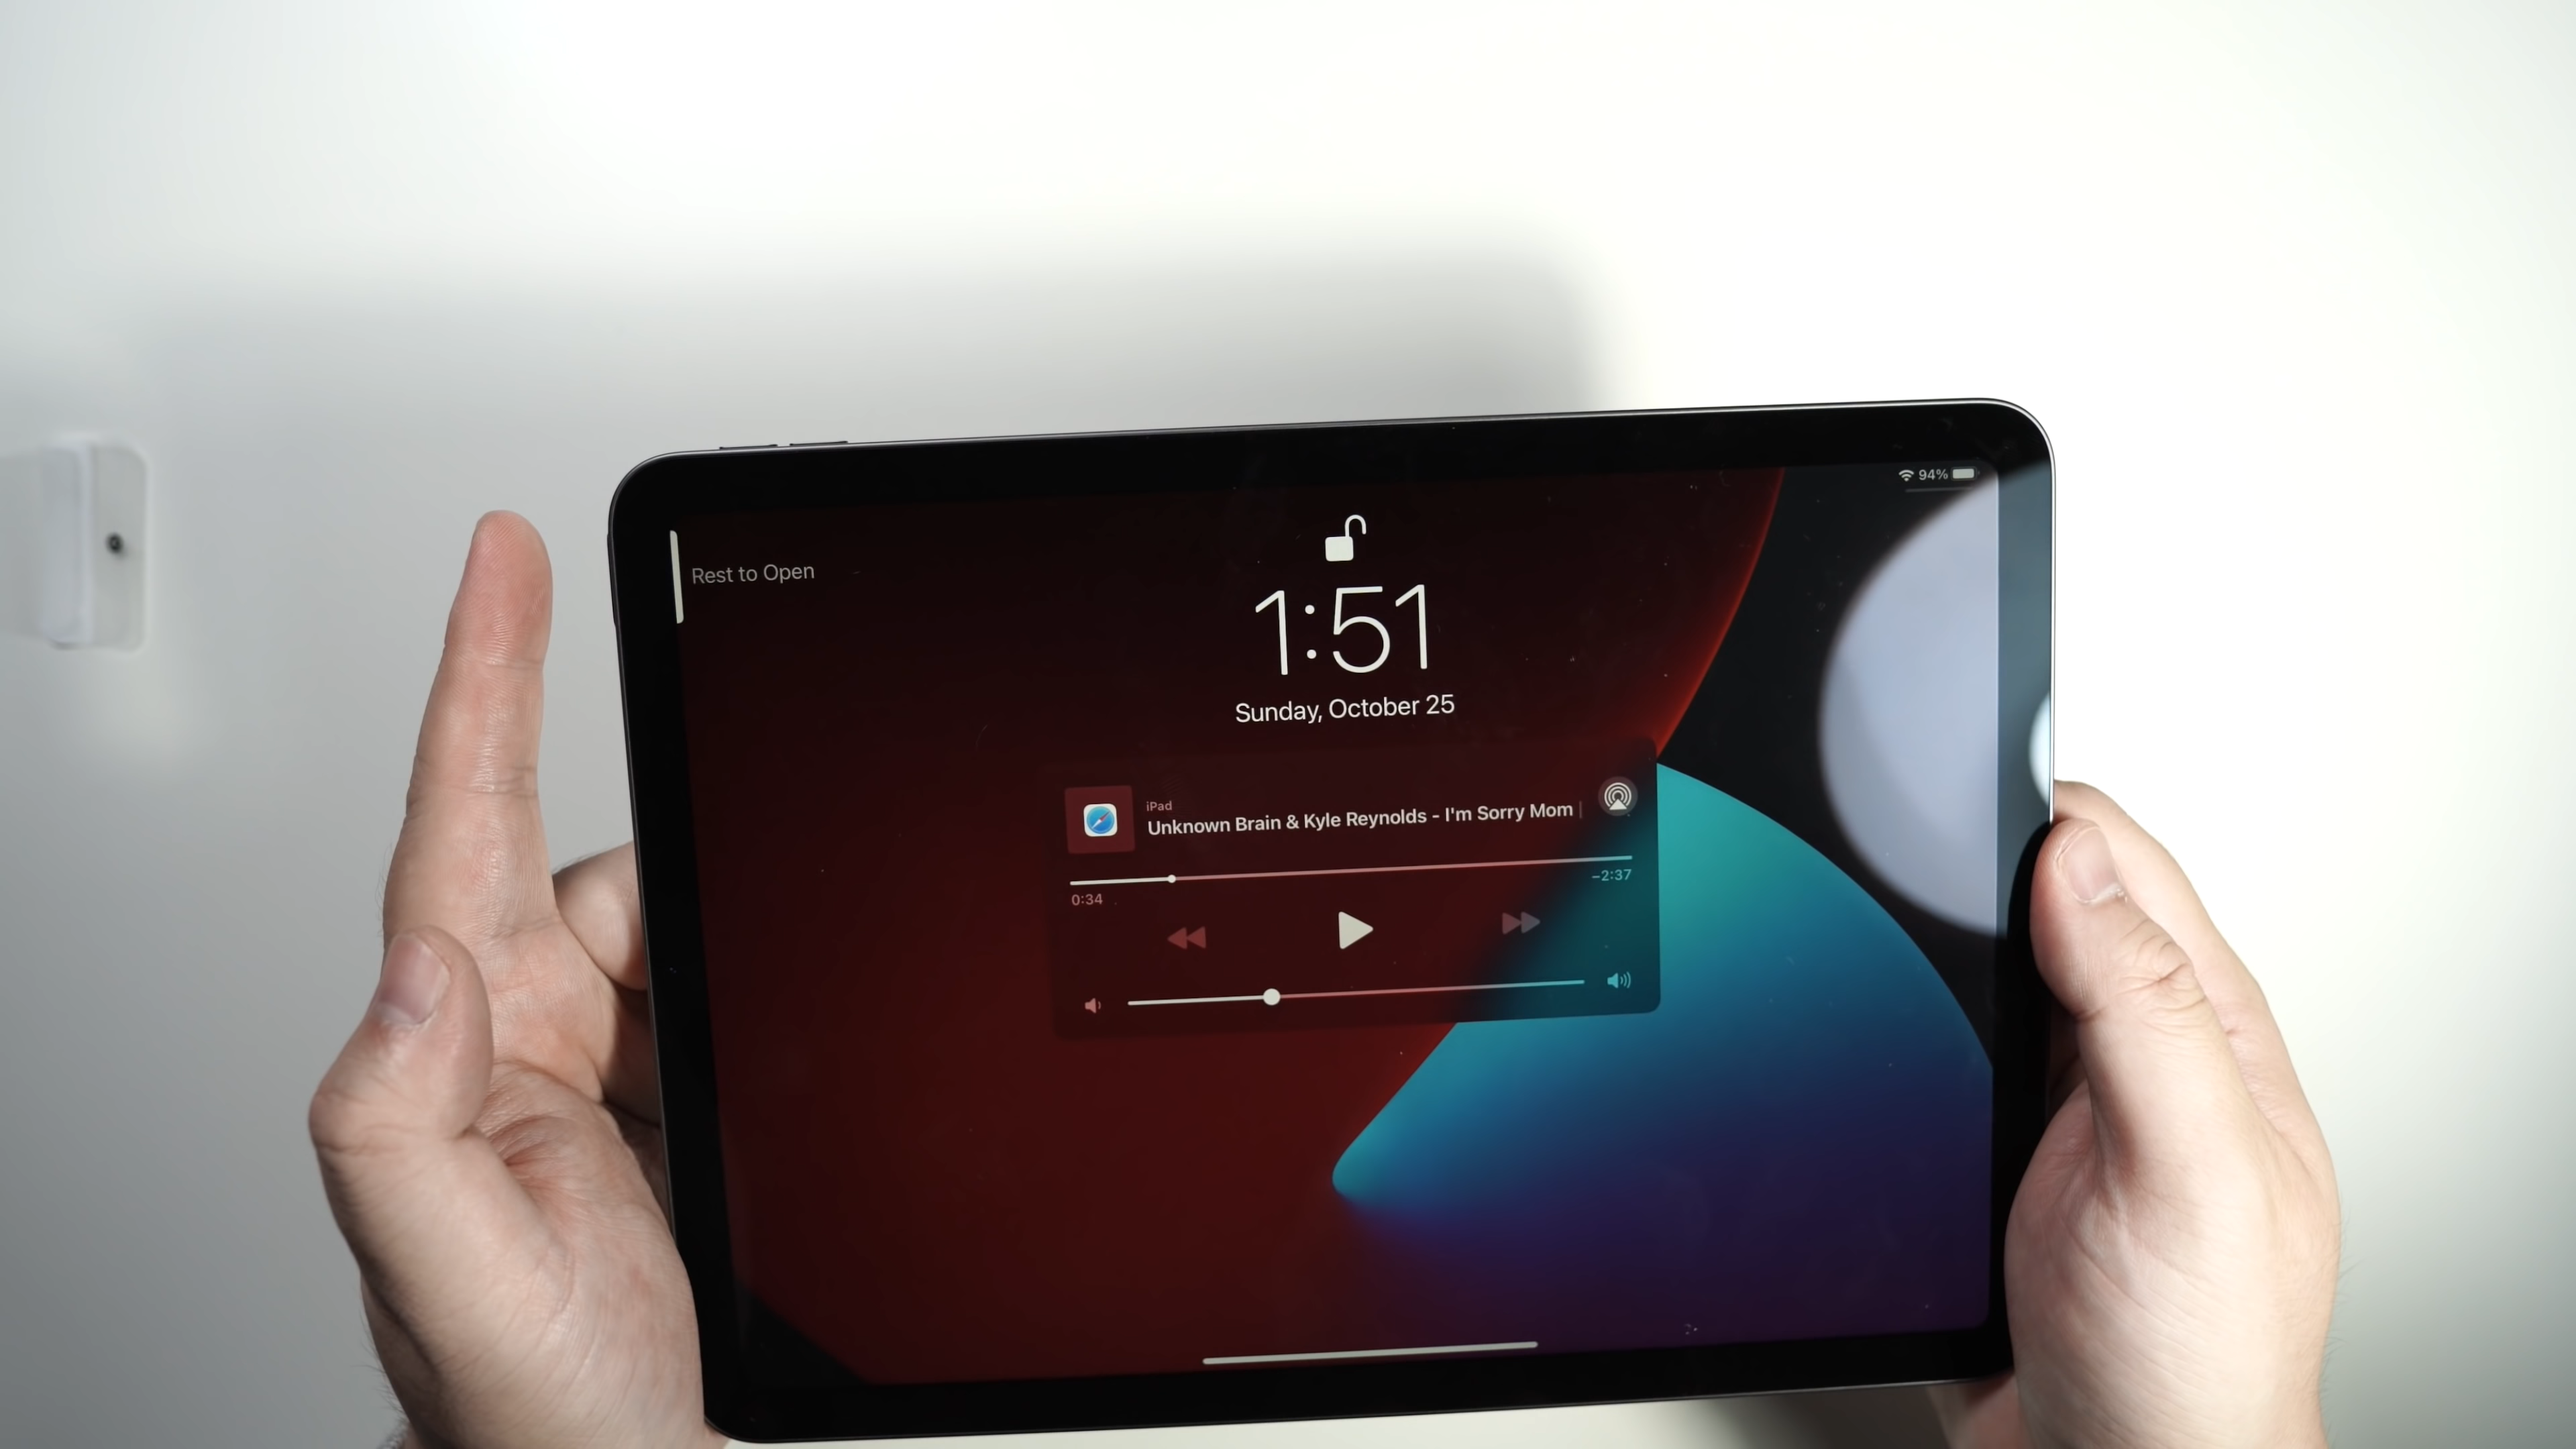 94%
Rest to Open
1:51
Sunday, October 25
iPad
Unknown Brain & Kyle Reynolds - I'm Sorry Mom |
0:34
-2:37